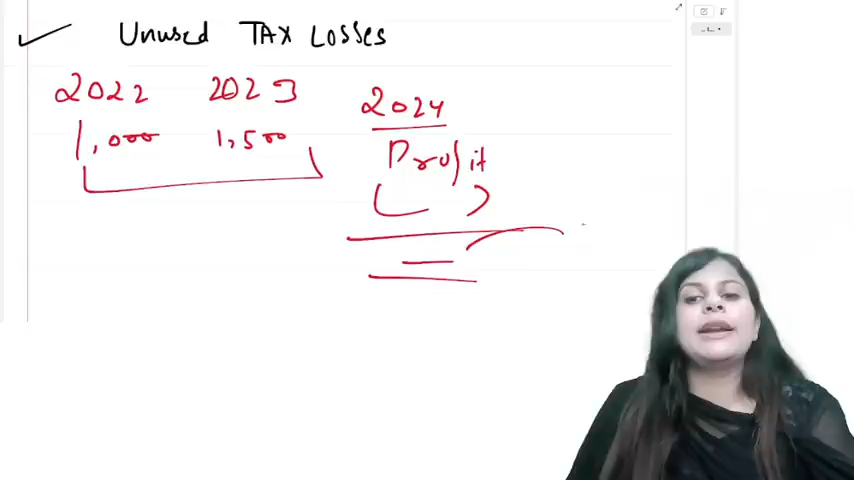 Unused TAX Losses
2022 2023
1,000 1,500
2024
Profit
( )